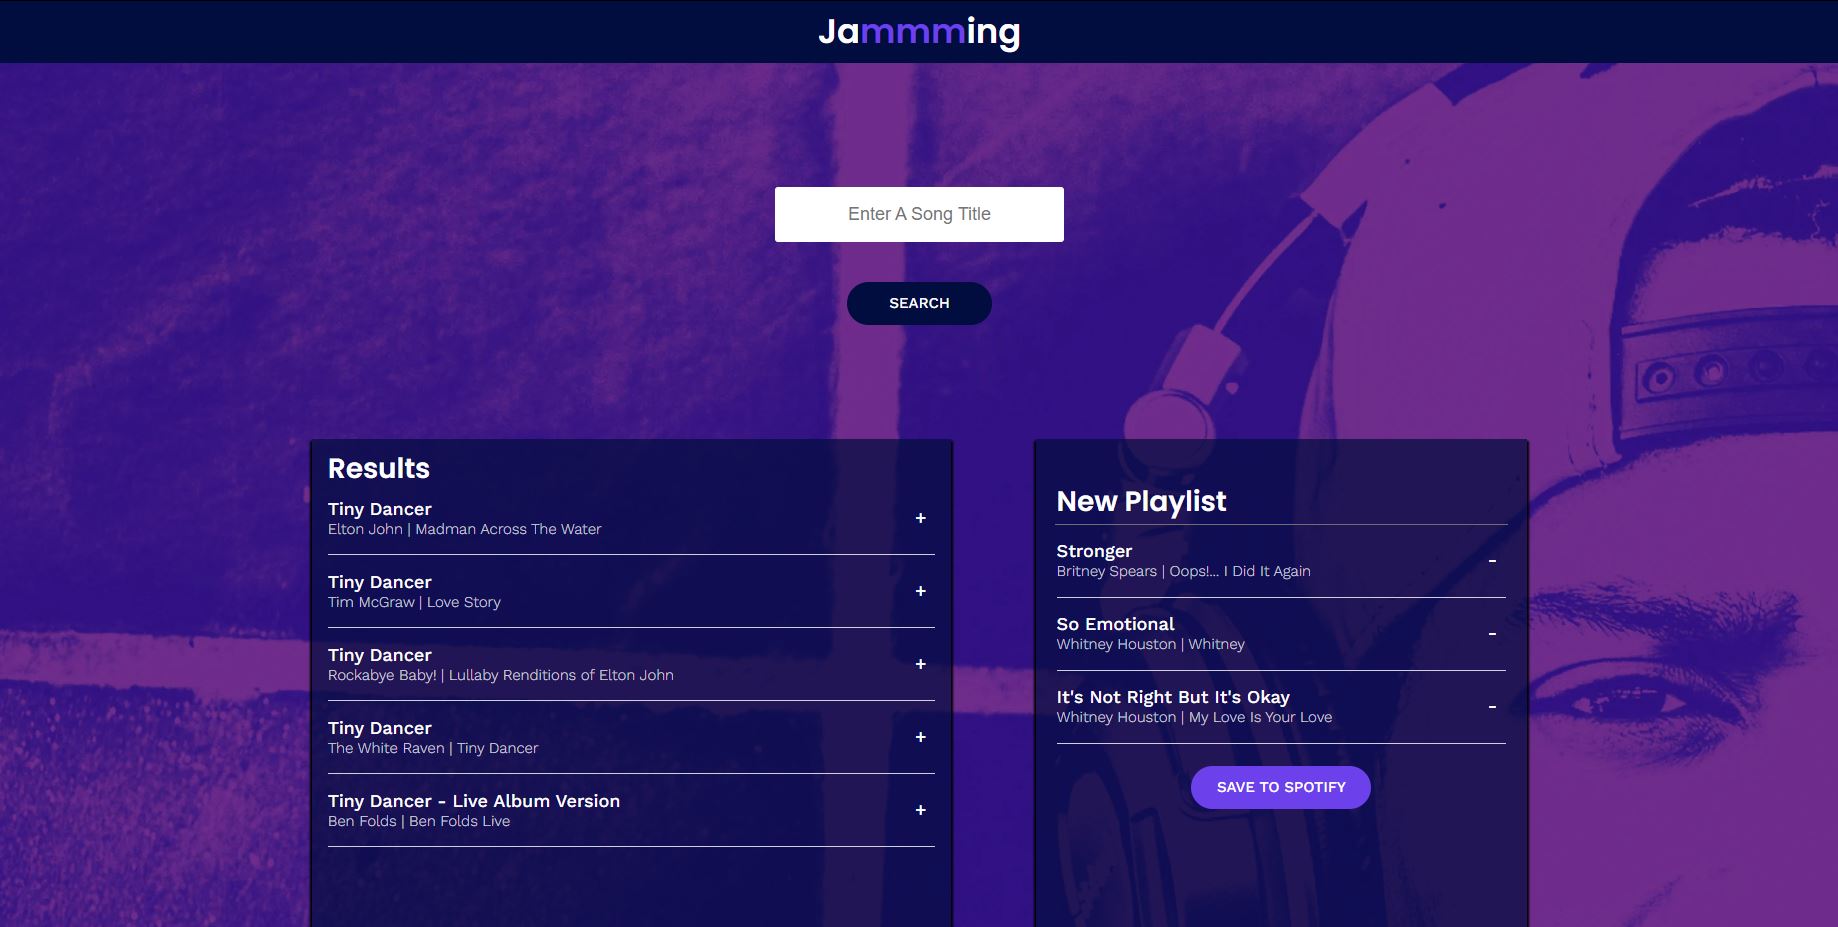 Jammming
Enter A Song Title
SEARCH
Results
Tiny Dancer
Elton John | Madman Across The Water
+
Tiny Dancer
Tim McGraw | Love Story
+
Tiny Dancer
Rockabye Baby! | Lullaby Renditions of Elton John
+
Tiny Dancer
The White Raven | Tiny Dancer
+
Tiny Dancer - Live Album Version
Ben Folds | Ben Folds Live
+
New Playlist
Stronger
Britney Spears | Oops!... I Did It Again
-
So Emotional
Whitney Houston | Whitney
-
It's Not Right But It's Okay
Whitney Houston | My Love Is Your Love
-
SAVE TO SPOTIFY